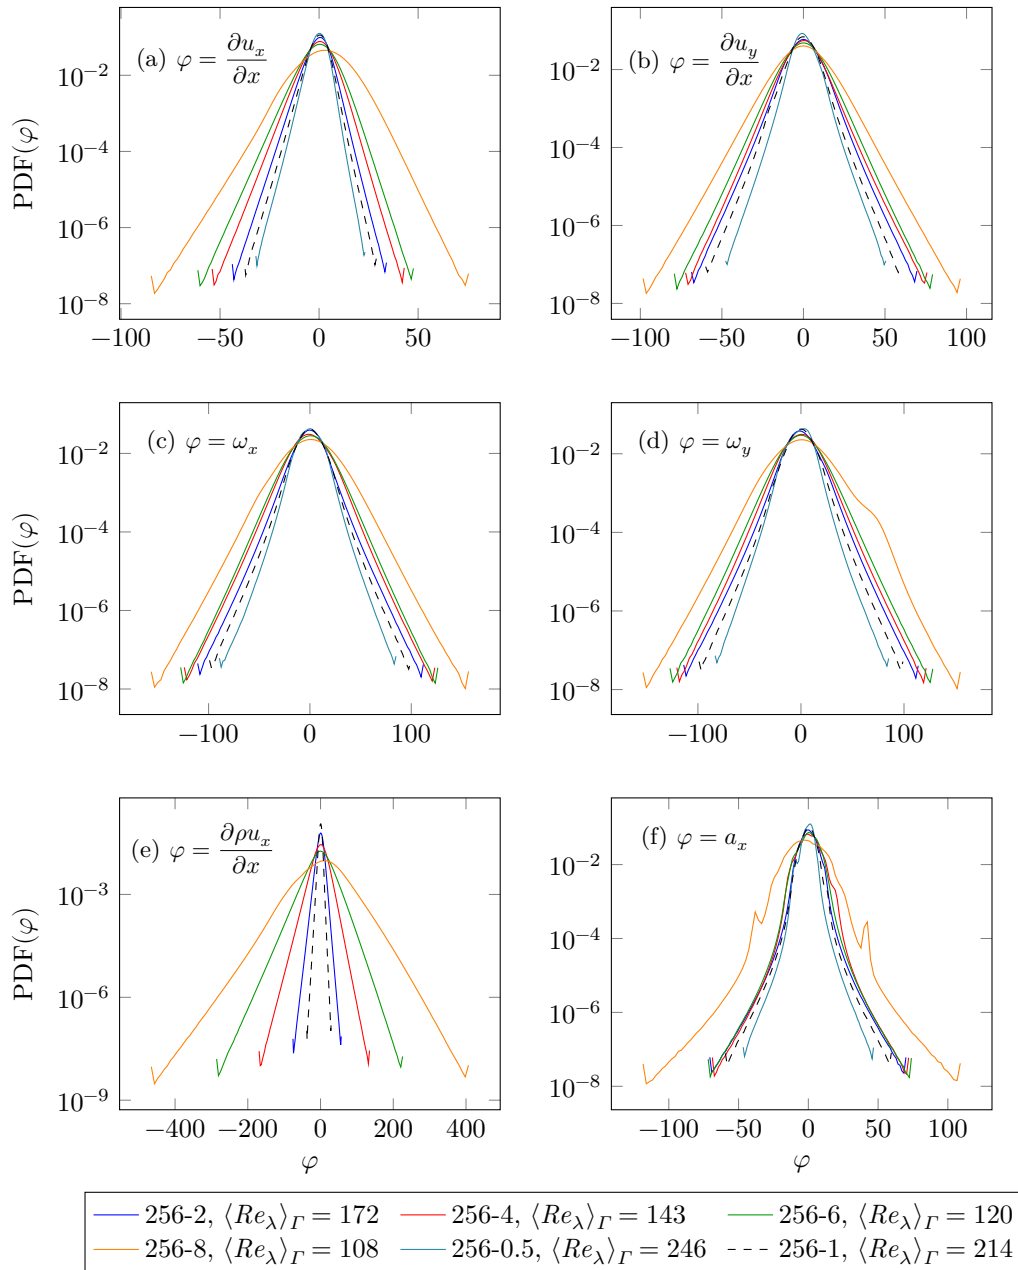 (a) φ = ∂u_x/∂x
10^−2
10^−4
10^−6
10^−8
PDF(φ)
−100 −50 0 50
(b) φ = ∂u_y/∂x
10^−2
10^−4
10^−6
10^−8
−100 −50 0 50 100
(c) φ = ω_x
10^−2
10^−4
10^−6
10^−8
PDF(φ)
−100 0 100
(d) φ = ω_y
10^−2
10^−4
10^−6
10^−8
−100 0 100
(e) φ = ∂ρu_x/∂x
10^−3
10^−6
10^−9
PDF(φ)
−400 −200 0 200 400
φ
(f) φ = a_x
10^−2
10^−4
10^−6
10^−8
−100 −50 0 50 100
φ
256-2, ⟨Re_λ⟩_Γ = 172 256-4, ⟨Re_λ⟩_Γ = 143 256-6, ⟨Re_λ⟩_Γ = 120
256-8, ⟨Re_λ⟩_Γ = 108 256-0.5, ⟨Re_λ⟩_Γ = 246 256-1, ⟨Re_λ⟩_Γ = 214